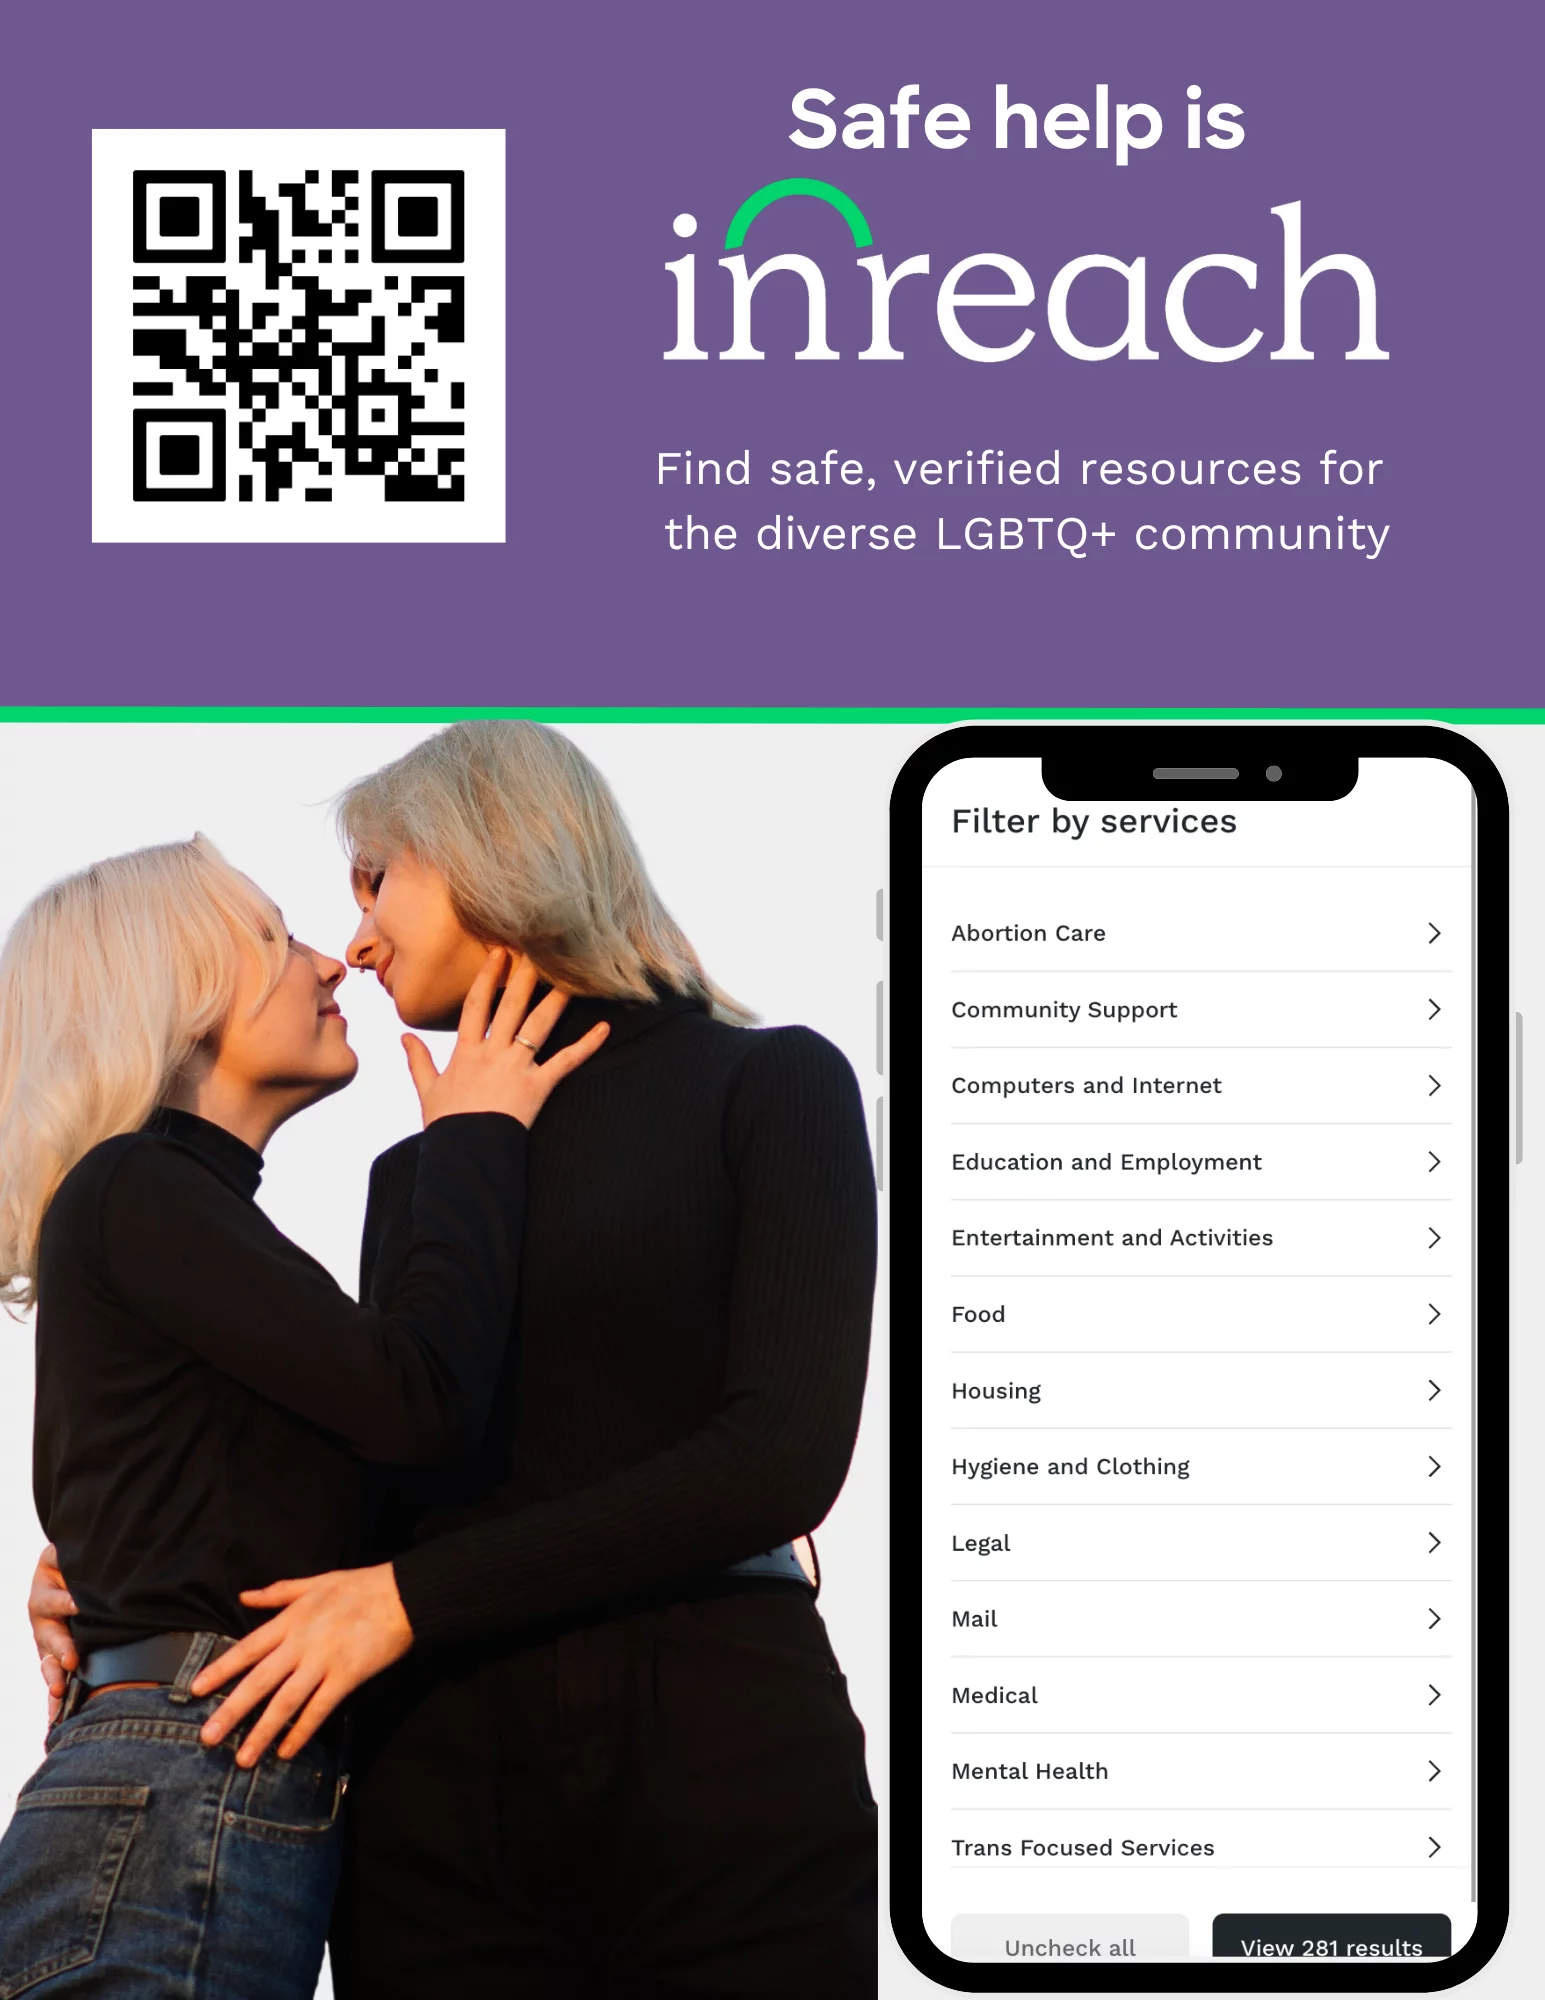 Safe help is
inreach
Find safe, verified resources for
the diverse LGBTQ+ community
Filter by services
Abortion Care
Community Support
Computers and Internet
Education and Employment
Entertainment and Activities
Food
Housing
Hygiene and Clothing
Legal
Mail
Medical
Mental Health
Trans Focused Services
Uncheck all
View 281 results